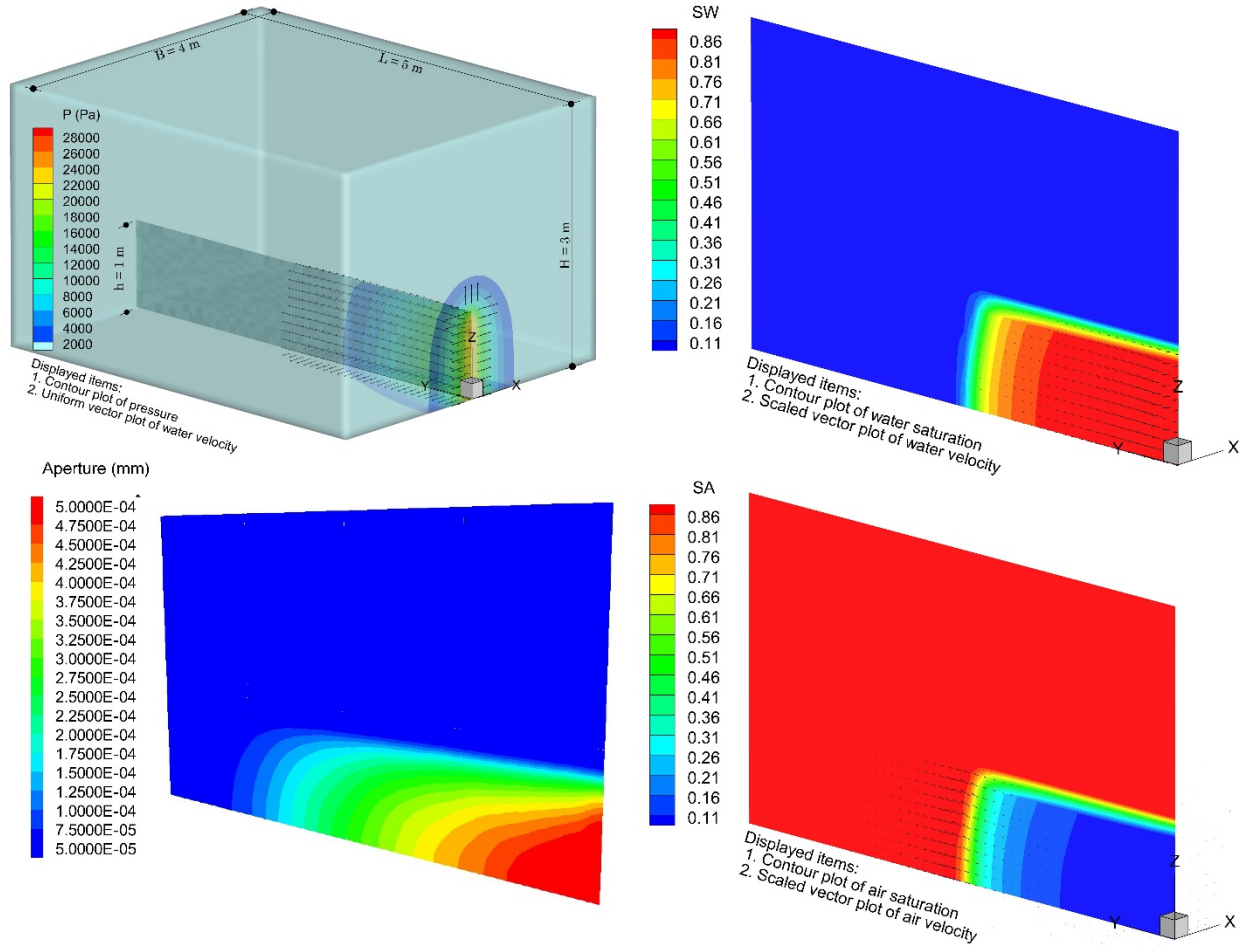 B = 4 m
L = 5 m
P (Pa)
28000
26000
24000
22000
20000
18000
16000
14000
12000
10000
8000
6000
4000
2000
h = 1 m
H = 3 m
Z
Y
X
Displayed items:
1. Contour plot of pressure
2. Uniform vector plot of water velocity
SW
0.86
0.81
0.76
0.71
0.66
0.61
0.56
0.51
0.46
0.41
0.36
0.31
0.26
0.21
0.16
0.11
Z
Y
X
Displayed items:
1. Contour plot of water saturation
2. Scaled vector plot of water velocity
Aperture (mm)
5.0000E-04
4.7500E-04
4.5000E-04
4.2500E-04
4.0000E-04
3.7500E-04
3.5000E-04
3.2500E-04
3.0000E-04
2.7500E-04
2.5000E-04
2.2500E-04
2.0000E-04
1.7500E-04
1.5000E-04
1.2500E-04
1.0000E-04
7.5000E-05
5.0000E-05
SA
0.86
0.81
0.76
0.71
0.66
0.61
0.56
0.51
0.46
0.41
0.36
0.31
0.26
0.21
0.16
0.11
Z
Y
X
Displayed items:
1. Contour plot of air saturation
2. Scaled vector plot of air velocity